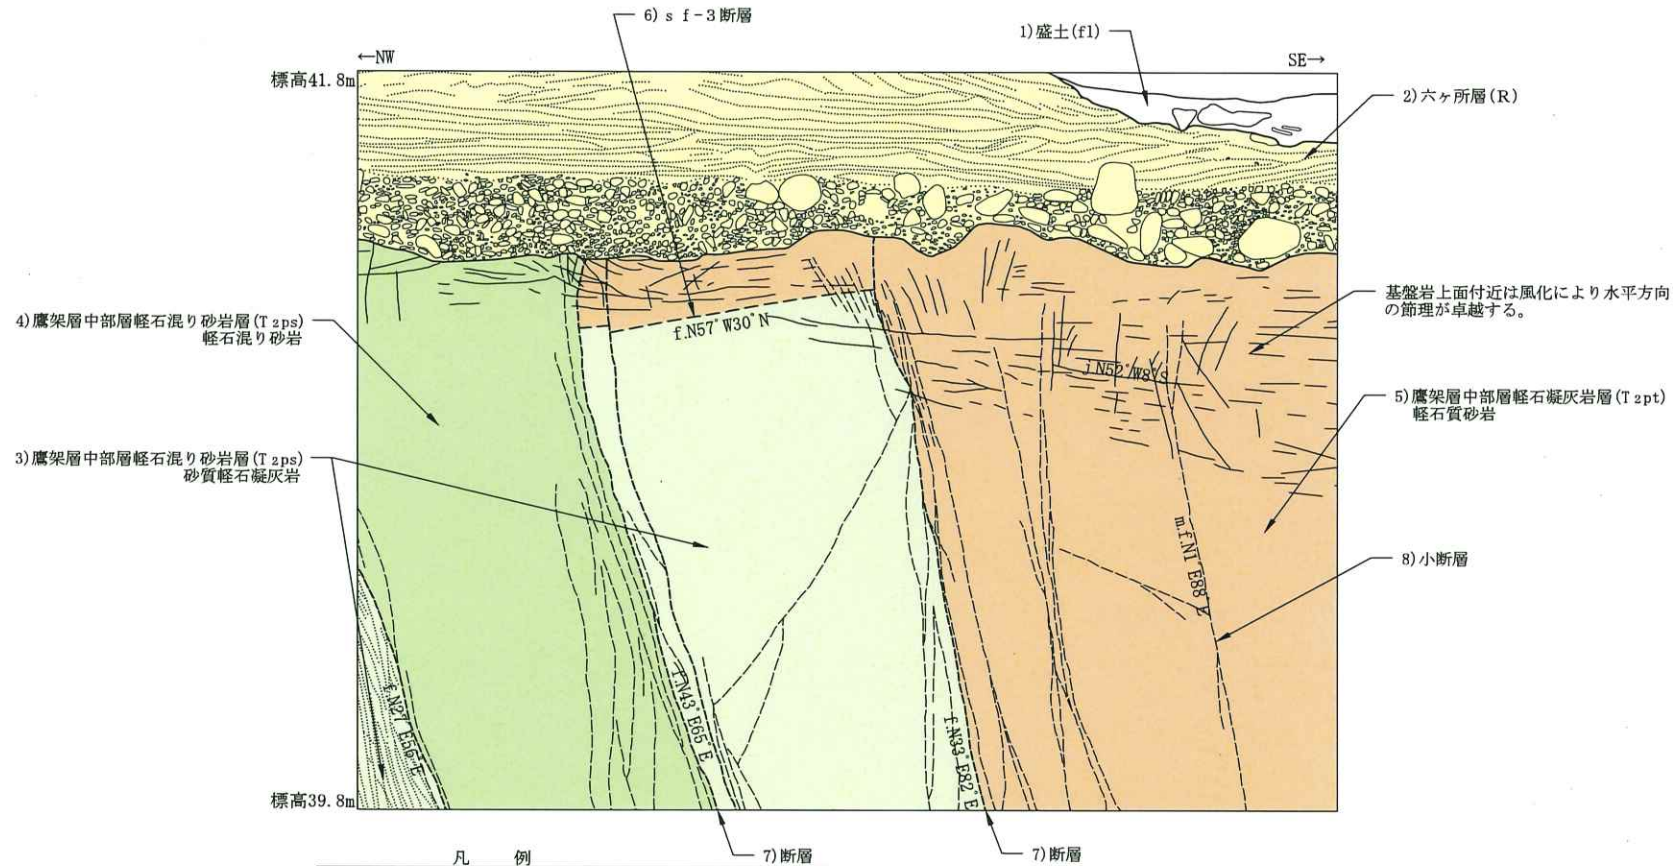 6) s f-3断層
1)盛土(fl)
←NW
SE→
標高41.8m
2)六ヶ所層(R)
基盤岩上面付近は風化により水平方向
の節理が卓越する。
4)鷹架層中部層軽石混り砂岩層(T2ps)
軽石混り砂岩
f.N57°W30°N
j N52°W8°S
5)鷹架層中部層軽石凝灰岩層(T2pt)
軽石質砂岩
3)鷹架層中部層軽石混り砂岩層(T2ps)
砂質軽石凝灰岩
m.f.N1°E88°E
8)小断層
f.N27°E56°E
f.N43°E65°E
f.N33°E82°E
標高39.8m
7)断層
7)断層
凡 例